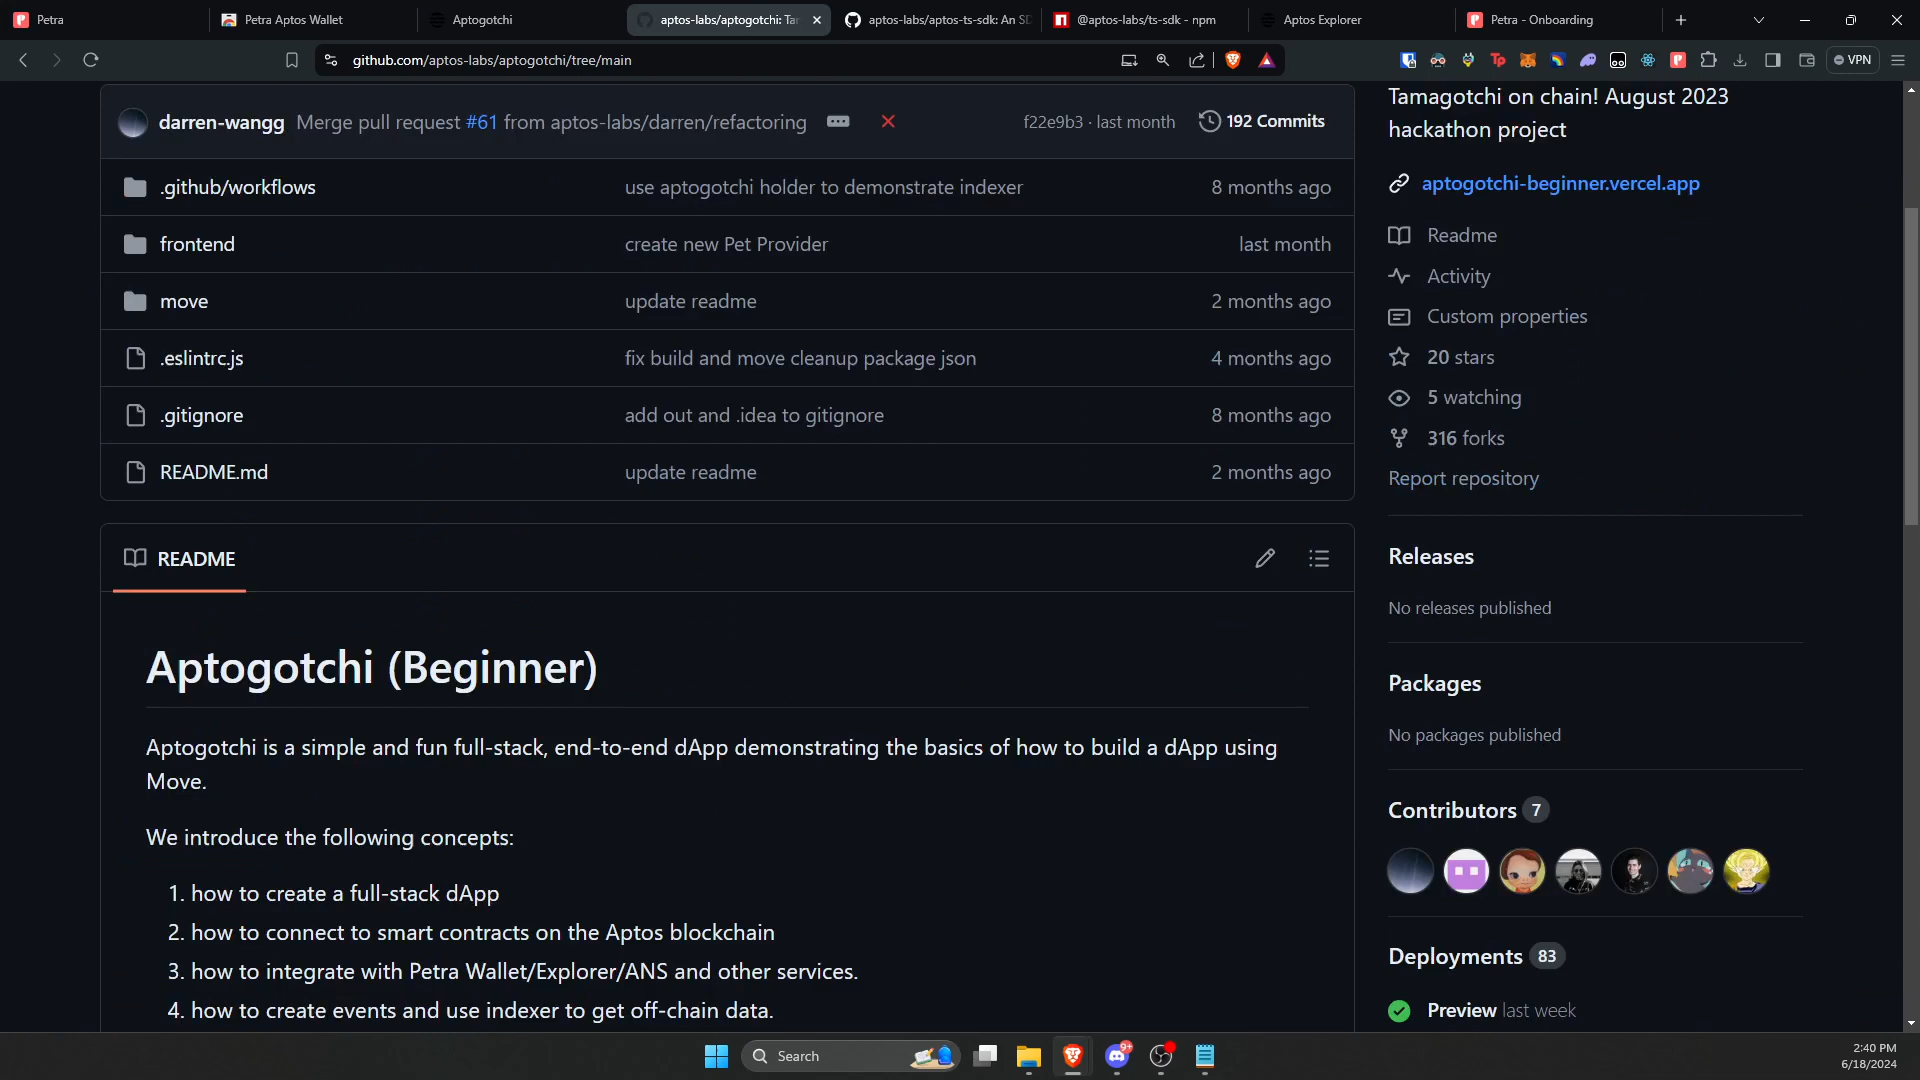 Petra
Petra Aptos Wallet
Aptogotchi
aptos-labs/aptogotchi: Ta
aptos-labs/aptos-ts-sdk: An SD
@aptos-labs/ts-sdk - npm
Aptos Explorer
Petra - Onboarding
github.com/aptos-labs/aptogotchi/tree/main
VPN
darren-wangg Merge pull request #61 from aptos-labs/darren/refactoring
f22e9b3 · last month
192 Commits
.github/workflows
use aptogotchi holder to demonstrate indexer
8 months ago
frontend
create new Pet Provider
last month
move
update readme
2 months ago
.eslintrc.js
fix build and move cleanup package json
4 months ago
.gitignore
add out and .idea to gitignore
8 months ago
README.md
update readme
2 months ago
README
Aptogotchi (Beginner)
Aptogotchi is a simple and fun full-stack, end-to-end dApp demonstrating the basics of how to build a dApp using
Move.
We introduce the following concepts:
1. how to create a full-stack dApp
2. how to connect to smart contracts on the Aptos blockchain
3. how to integrate with Petra Wallet/Explorer/ANS and other services.
4. how to create events and use indexer to get off-chain data.
Tamagotchi on chain! August 2023
hackathon project
aptogotchi-beginner.vercel.app
Readme
Activity
Custom properties
20 stars
5 watching
316 forks
Report repository
Releases
No releases published
Packages
No packages published
Contributors 7
Deployments 83
Preview last week
Search
9+
2:40 PM
6/18/2024